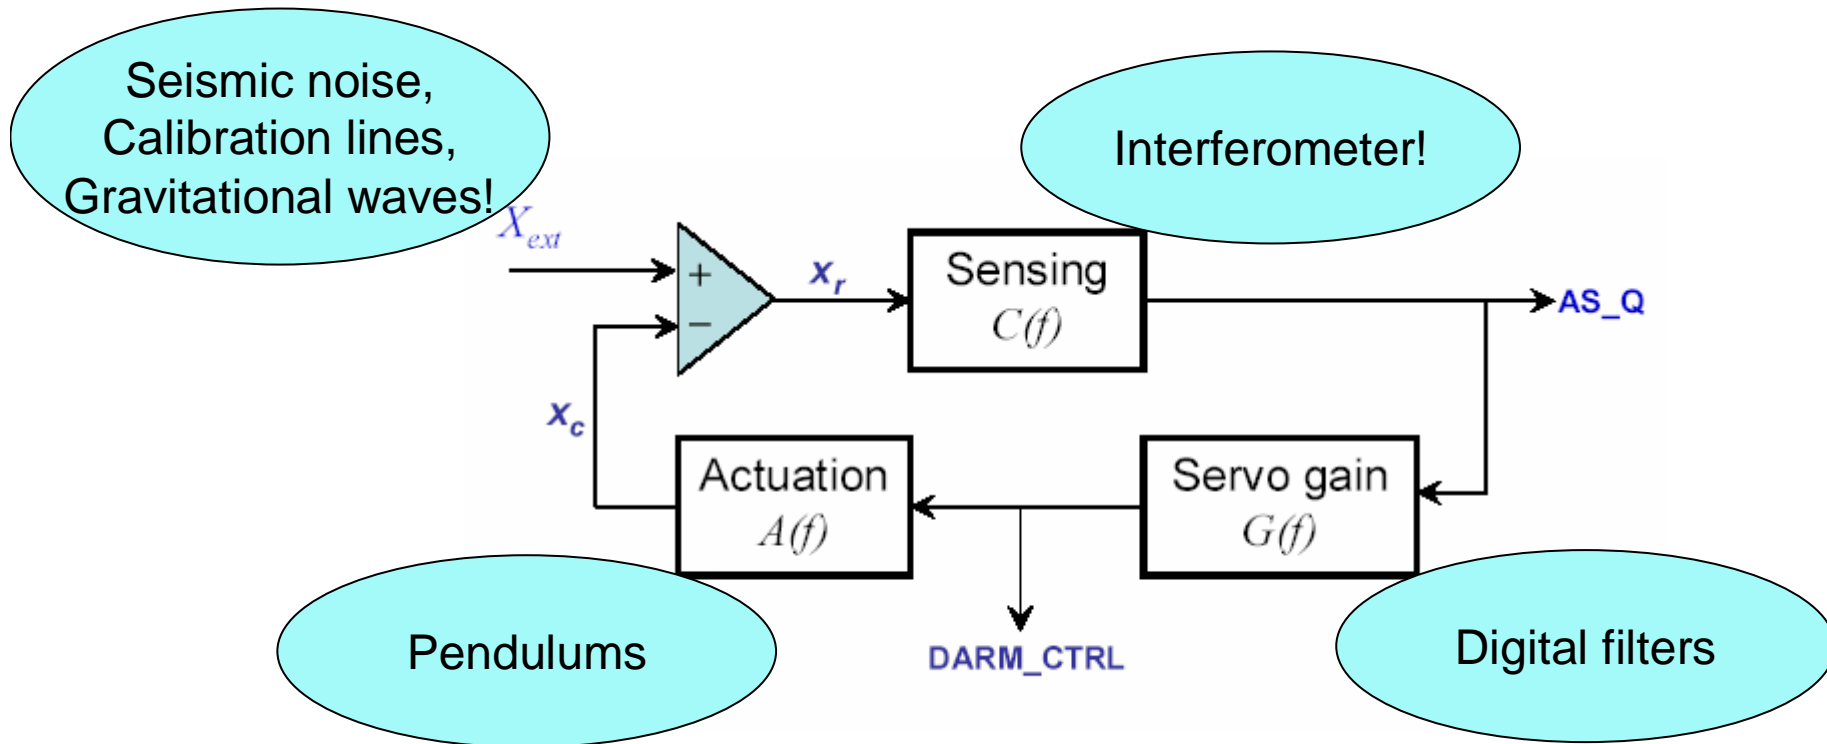 Seismic noise,
Calibration lines,
Gravitational waves!
Interferometer!
X_ext
+
−
x_r
Sensing
C(f)
AS_Q
x_c
Actuation
A(f)
Servo gain
G(f)
Pendulums
DARM_CTRL
Digital filters